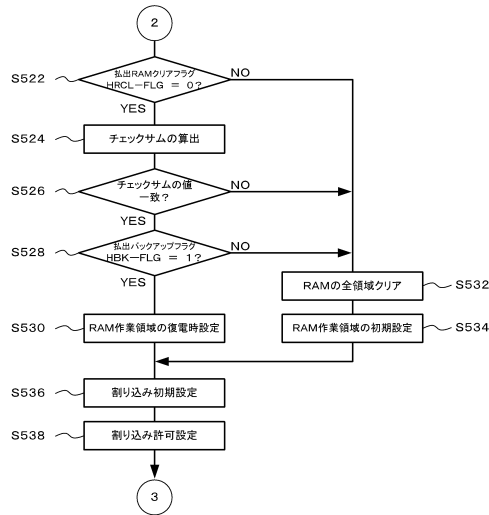 2
S522
払出RAMクリアフラグ
HRCL-FLG = 0?
NO
YES
S524
チェックサムの算出
S526
チェックサムの値
一致?
NO
YES
S528
払出バックアップフラグ
HBK-FLG = 1?
NO
YES
RAMの全領域クリア
S532
S530
RAM作業領域の復電時設定
RAM作業領域の初期設定
S534
S536
割り込み初期設定
S538
割り込み許可設定
3